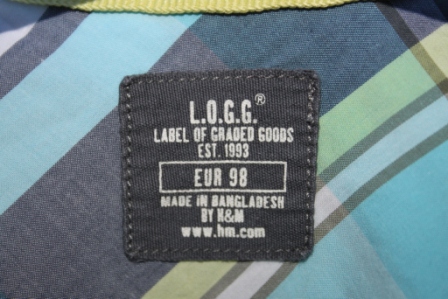 L.O.G.G.®
LABEL OF GRADED GOODS
EST. 1993
EUR 98
MADE IN BANGLADESH
BY H&M
www.hm.com